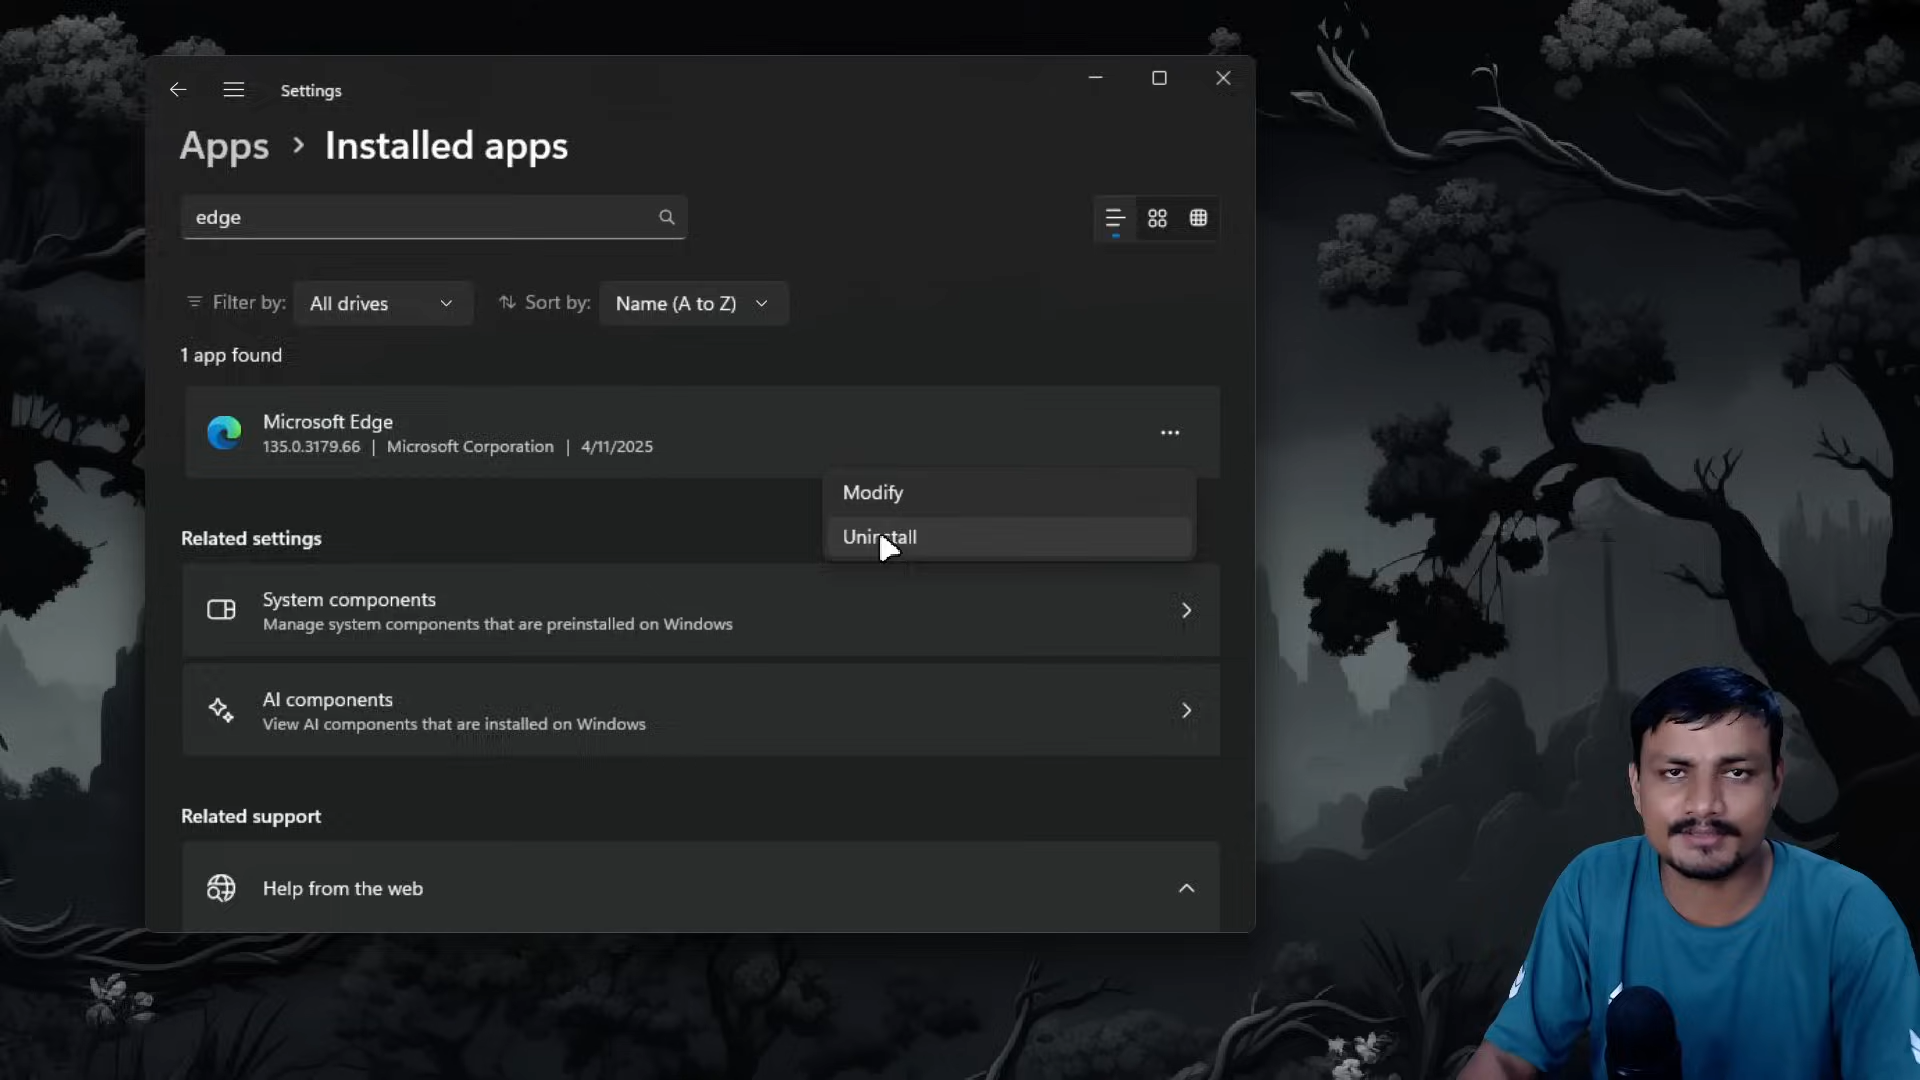 Settings
Apps › Installed apps
edge
Filter by: All drives Sort by: Name (A to Z)
1 app found
Microsoft Edge
135.0.3179.66 | Microsoft Corporation | 4/11/2025
Modify
Uninstall
Related settings
System components
Manage system components that are preinstalled on Windows
AI components
View AI components that are installed on Windows
Related support
Help from the web